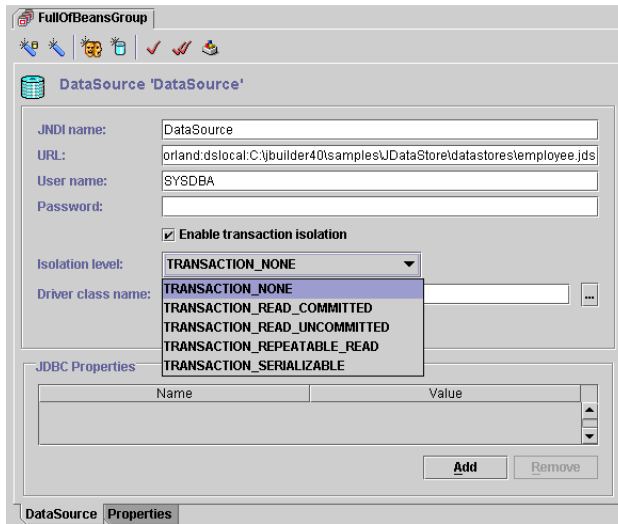 FullOfBeansGroup
DataSource 'DataSource'
JNDI name: DataSource
URL: orland:dslocal:C:\jbuilder40\samples\JDataStore\datastores\employee.jds
User name: SYSDBA
Password:
Enable transaction isolation
Isolation level: TRANSACTION_NONE
TRANSACTION_NONE
Driver class name: ...
TRANSACTION_READ_COMMITTED
TRANSACTION_READ_UNCOMMITTED
TRANSACTION_REPEATABLE_READ
TRANSACTION_SERIALIZABLE
JDBC Properties
Name Value
Add Remove
DataSource Properties